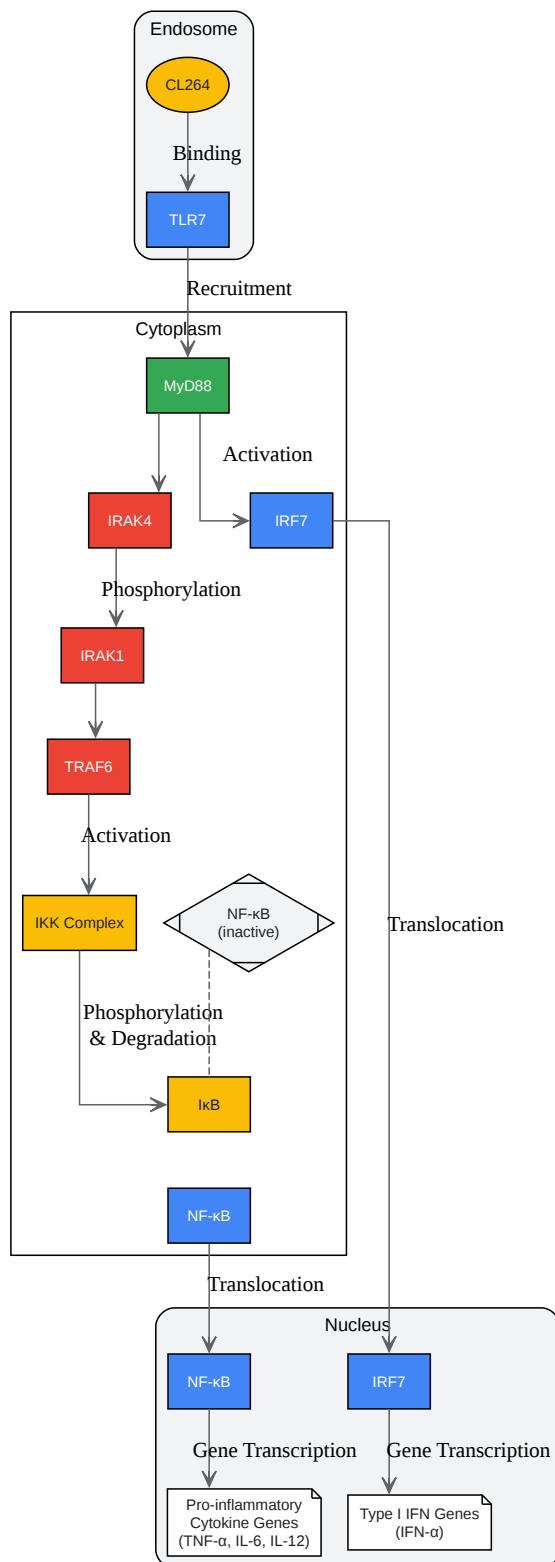 Endosome
CL264
Binding
TLR7
Recruitment
Cytoplasm
MyD88
Activation
IRAK4
IRF7
Phosphorylation
IRAK1
TRAF6
Activation
IKK Complex
NF-κB
(inactive)
Translocation
Phosphorylation
& Degradation
IκB
NF-κB
Translocation
Nucleus
NF-κB
IRF7
Gene Transcription
Gene Transcription
Pro-inflammatory
Cytokine Genes
(TNF-α, IL-6, IL-12)
Type I IFN Genes
(IFN-α)